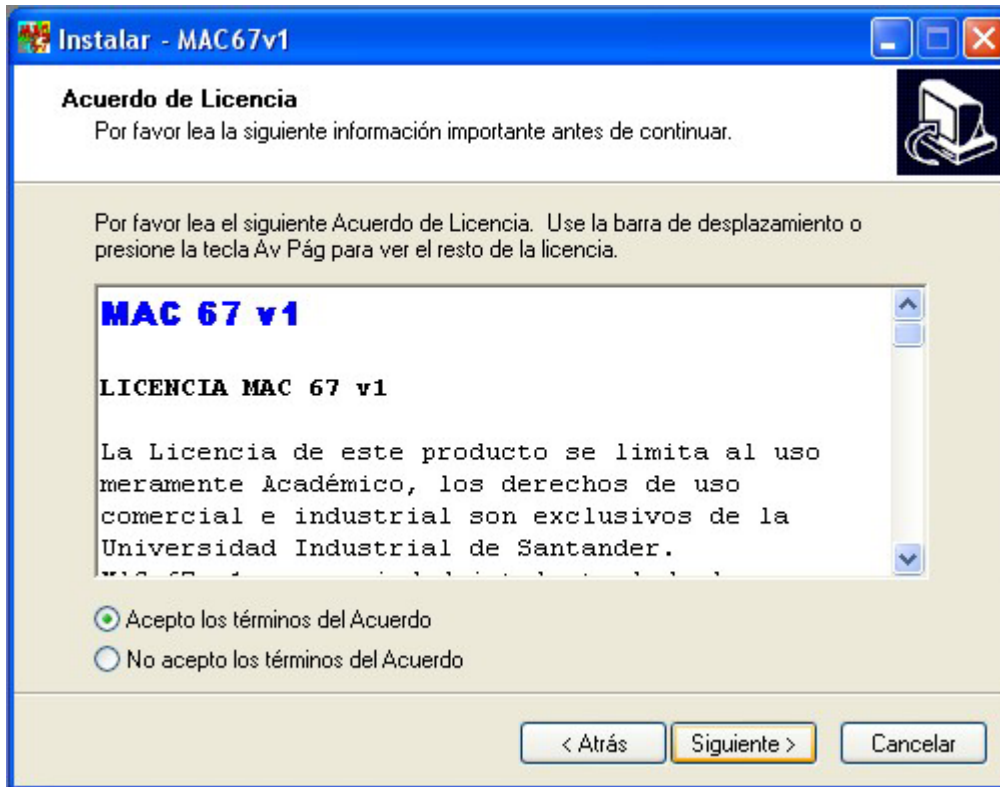 Instalar - MAC67v1
Acuerdo de Licencia
Por favor lea la siguiente información importante antes de continuar.
Por favor lea el siguiente Acuerdo de Licencia. Use la barra de desplazamiento o
presione la tecla Av Pág para ver el resto de la licencia.
MAC 67 v1
LICENCIA MAC 67 v1
La Licencia de este producto se limita al uso
meramente Académico, los derechos de uso
comercial e industrial son exclusivos de la
Universidad Industrial de Santander.
Acepto los términos del Acuerdo
No acepto los términos del Acuerdo
< Atrás
Siguiente >
Cancelar